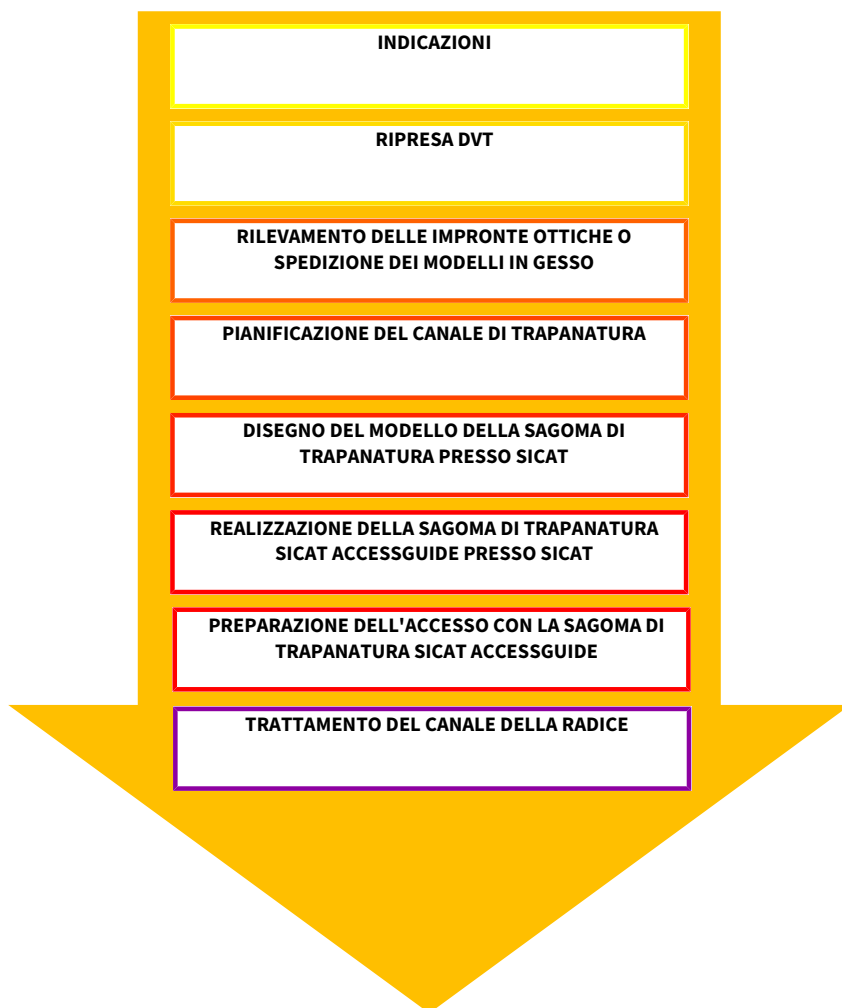 INDICAZIONI
RIPRESA DVT
RILEVAMENTO DELLE IMPRONTE OTTICHE O
SPEDIZIONE DEI MODELLI IN GESSO
PIANIFICAZIONE DEL CANALE DI TRAPANATURA
DISEGNO DEL MODELLO DELLA SAGOMA DI
TRAPANATURA PRESSO SICAT
REALIZZAZIONE DELLA SAGOMA DI TRAPANATURA
SICAT ACCESSGUIDE PRESSO SICAT
PREPARAZIONE DELL'ACCESSO CON LA SAGOMA DI
TRAPANATURA SICAT ACCESSGUIDE
TRATTAMENTO DEL CANALE DELLA RADICE